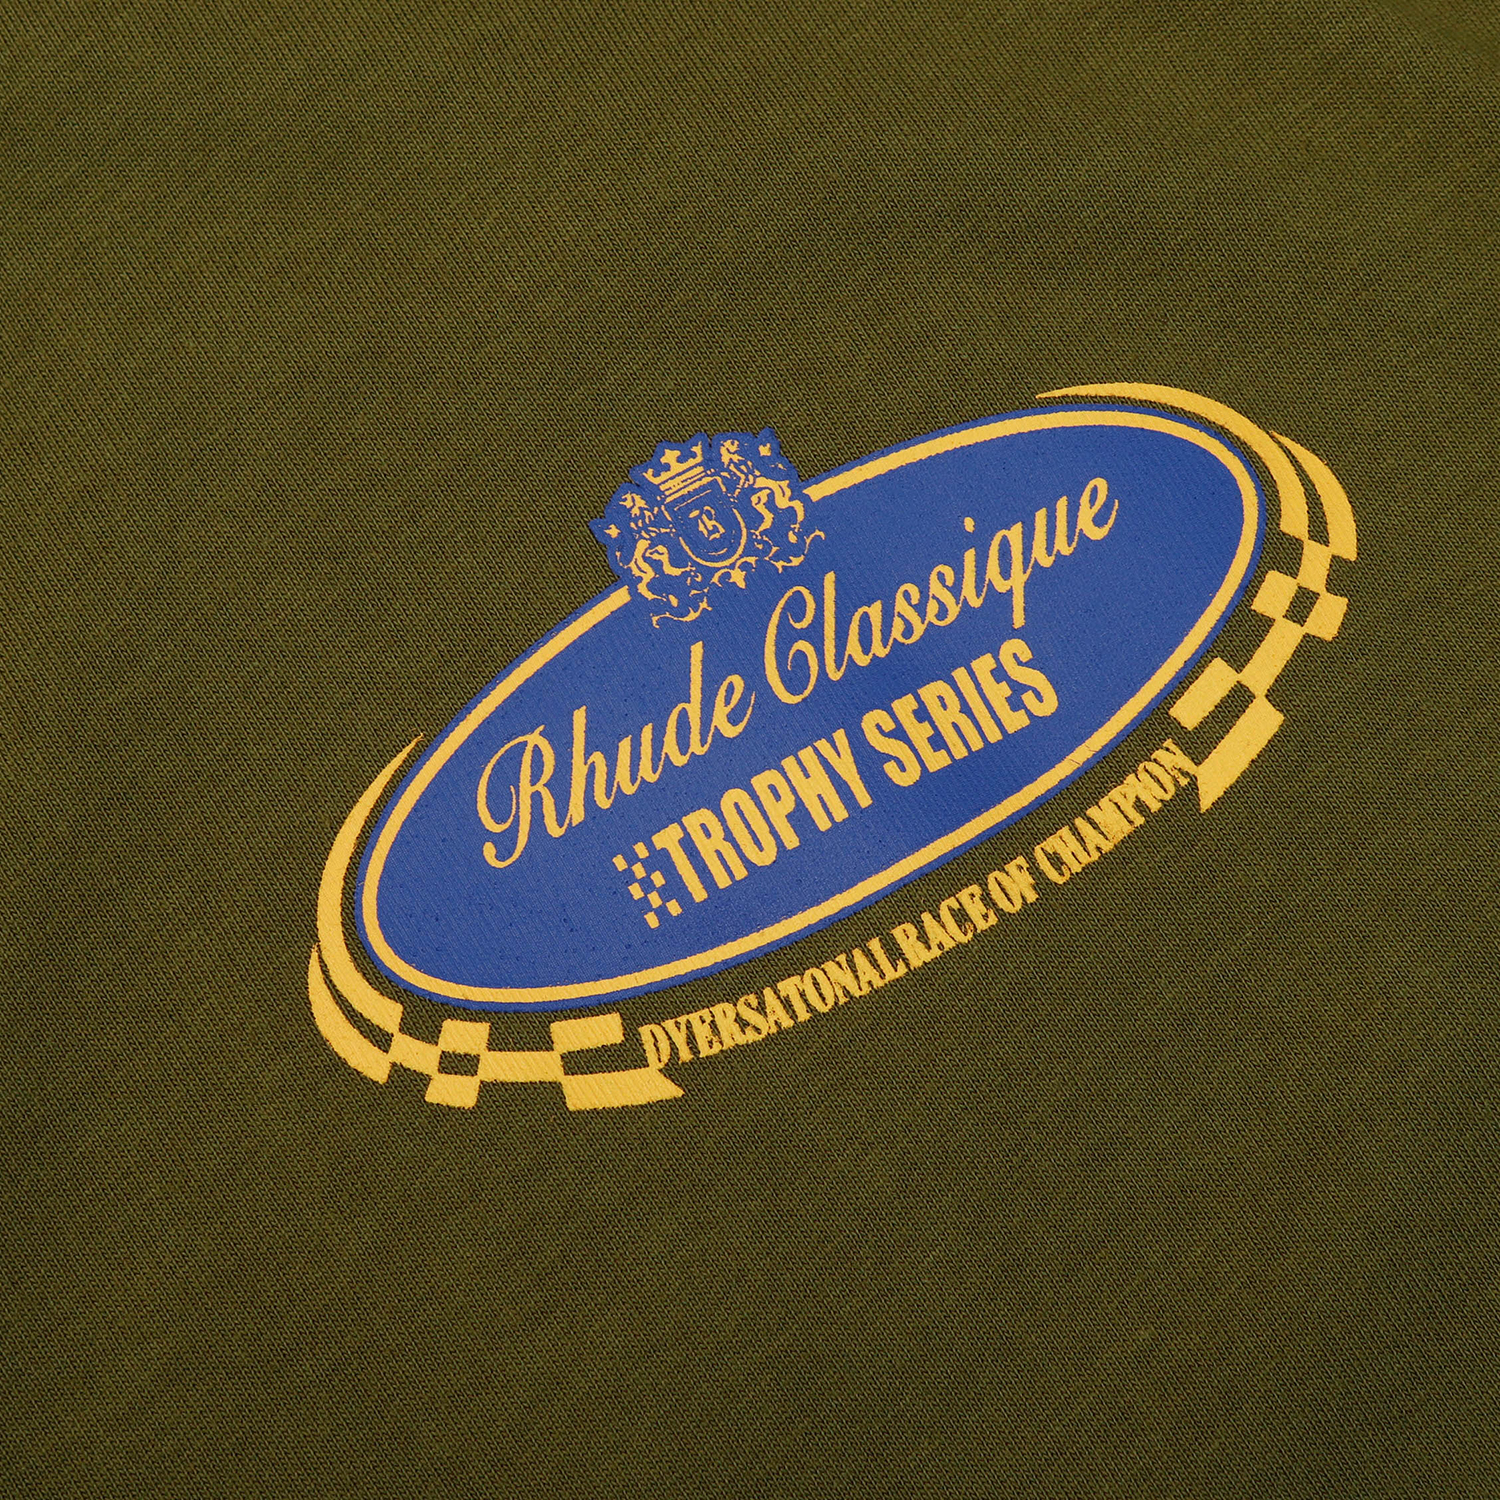 Rhude Classique
TROPHY SERIES
DYERSATONAL RACE OF CHAMPION